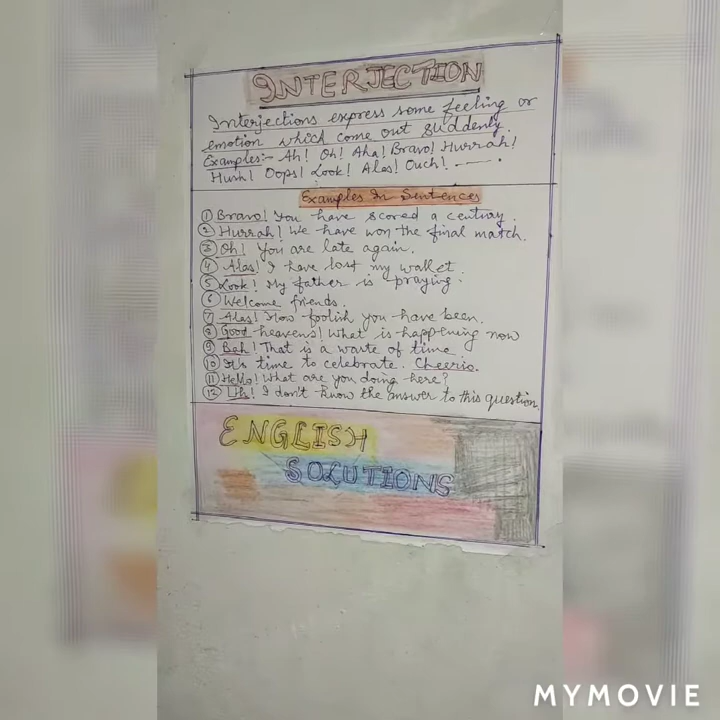 INTERJECTION
Interjections express some feeling or
emotion which come out suddenly.
Examples:- Ah! Oh! Aha! Bravo! Hurrah!
Hush! Oops! Look! Alas! Ouch! ——.
Examples In Sentences
① Bravo! You have scored a century.
② Hurrah! We have won the final match.
③ Oh! You are late again.
④ Alas! I have lost my wallet.
⑤ Look! My father is praying.
⑥ Welcome friends.
⑦ Alas! How foolish you have been.
⑧ Good heavens! What is happening now
⑨ Bah! That is a waste of time.
⑩ It's time to celebrate. Cheerio.
⑪ Hello! What are you doing here?
⑫ I don't know the answer to this question.
ENGLISH
SOLUTIONS
MYMOVIE